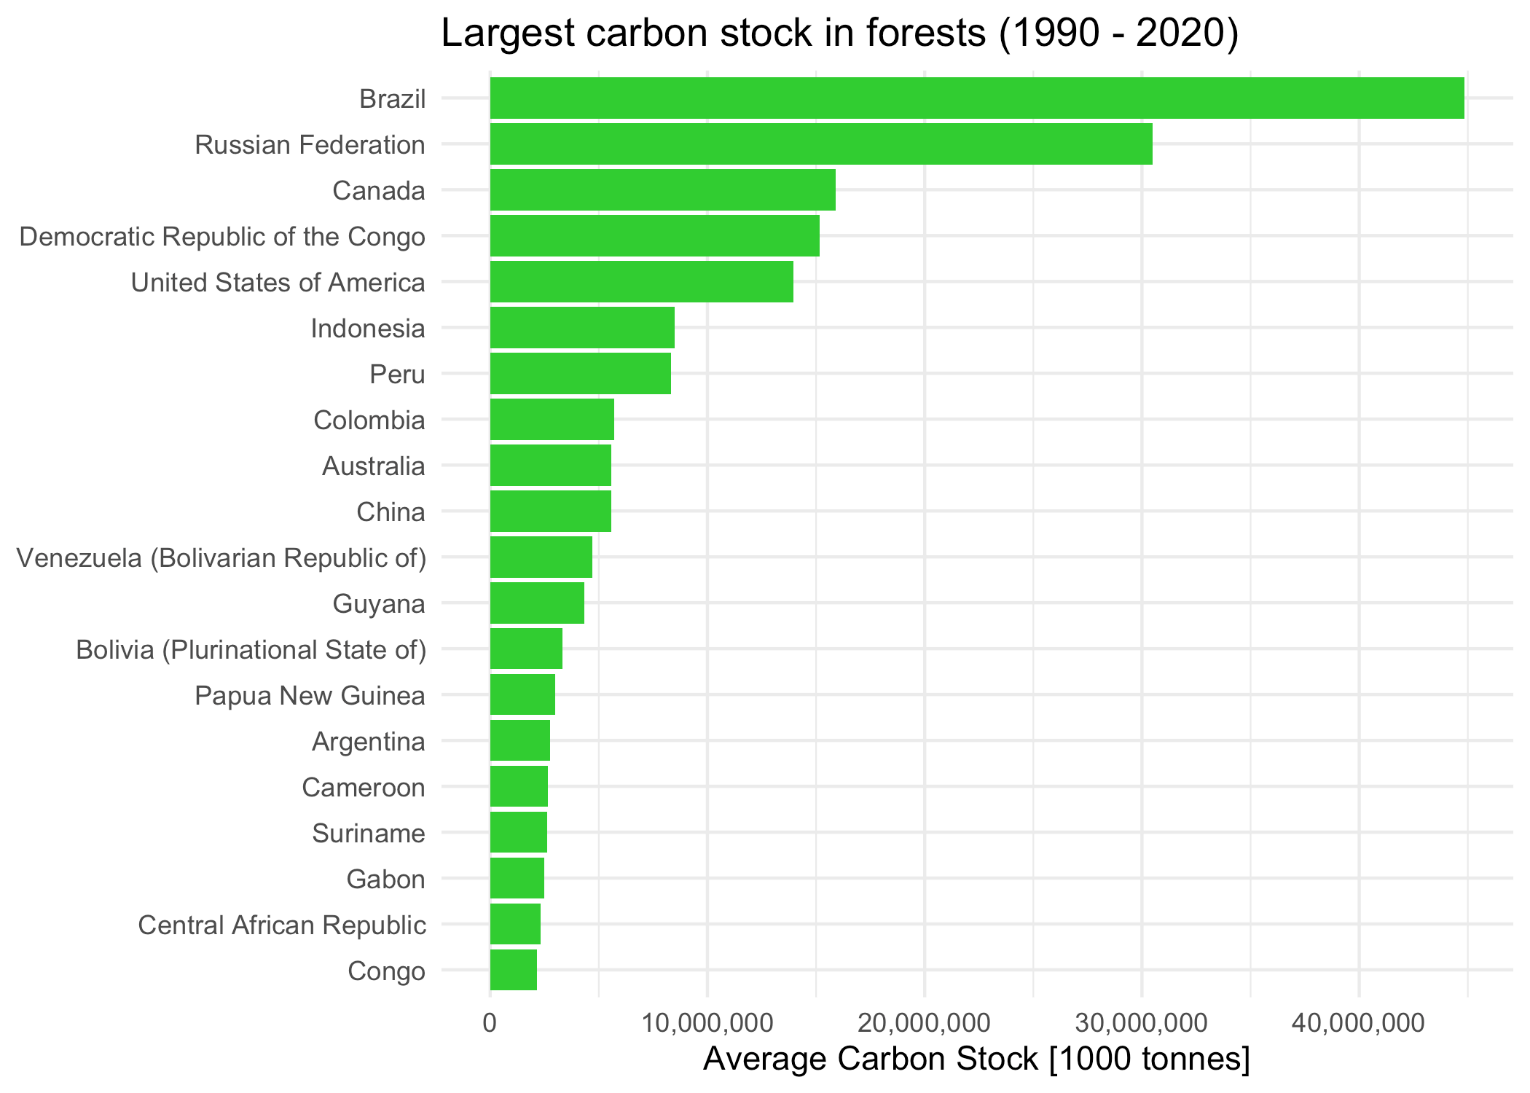 Largest carbon stock in forests (1990 - 2020)
Brazil
Russian Federation
Canada
Democratic Republic of the Congo
United States of America
Indonesia
Peru
Colombia
Australia
China
Venezuela (Bolivarian Republic of)
Guyana
Bolivia (Plurinational State of)
Papua New Guinea
Argentina
Cameroon
Suriname
Gabon
Central African Republic
Congo
0 10,000,000 20,000,000 30,000,000 40,000,000
Average Carbon Stock [1000 tonnes]